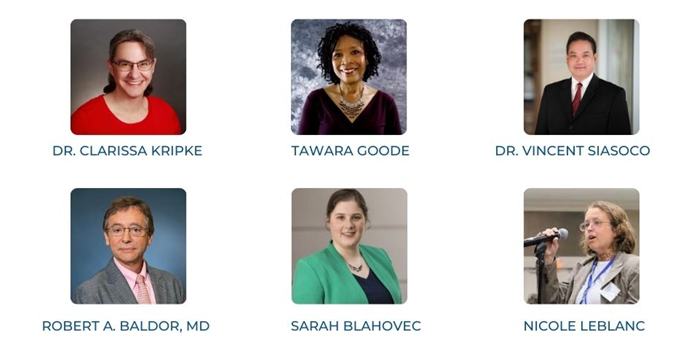 DR. CLARISSA KRIPKE
TAWARA GOODE
DR. VINCENT SIASOCO
ROBERT A. BALDOR, MD
SARAH BLAHOVEC
NICOLE LEBLANC